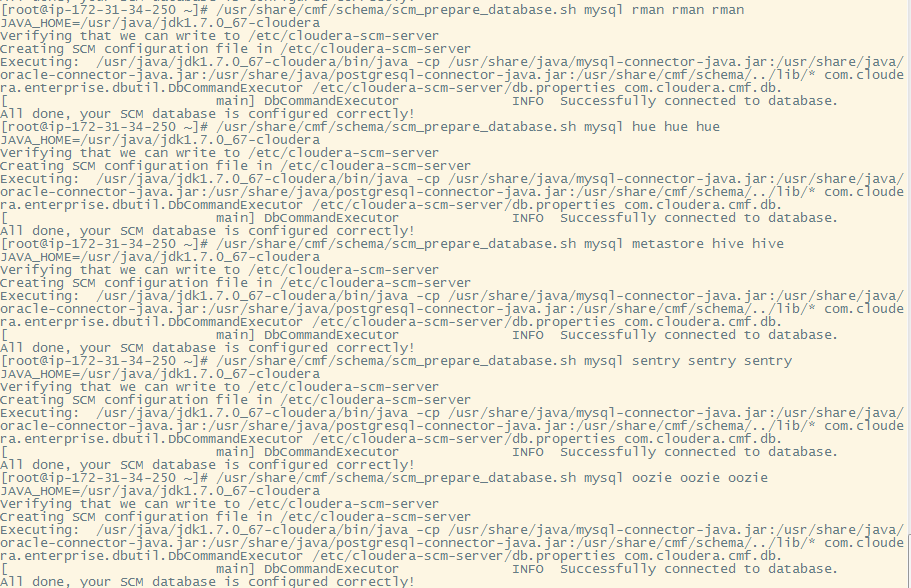 [root@ip-172-31-34-250 ~]# /usr/share/cmf/schema/scm_prepare_database.sh mysql rman rman rman
JAVA_HOME=/usr/java/jdk1.7.0_67-cloudera
Verifying that we can write to /etc/cloudera-scm-server
Creating SCM configuration file in /etc/cloudera-scm-server
Executing:  /usr/java/jdk1.7.0_67-cloudera/bin/java -cp /usr/share/java/mysql-connector-java.jar:/usr/share/java/
oracle-connector-java.jar:/usr/share/java/postgresql-connector-java.jar:/usr/share/cmf/schema/../lib/* com.cloude
ra.enterprise.dbutil.DbCommandExecutor /etc/cloudera-scm-server/db.properties com.cloudera.cmf.db.
[                          main] DbCommandExecutor              INFO  Successfully connected to database.
All done, your SCM database is configured correctly!
[root@ip-172-31-34-250 ~]# /usr/share/cmf/schema/scm_prepare_database.sh mysql hue hue hue
JAVA_HOME=/usr/java/jdk1.7.0_67-cloudera
Verifying that we can write to /etc/cloudera-scm-server
Creating SCM configuration file in /etc/cloudera-scm-server
Executing:  /usr/java/jdk1.7.0_67-cloudera/bin/java -cp /usr/share/java/mysql-connector-java.jar:/usr/share/java/
oracle-connector-java.jar:/usr/share/java/postgresql-connector-java.jar:/usr/share/cmf/schema/../lib/* com.cloude
ra.enterprise.dbutil.DbCommandExecutor /etc/cloudera-scm-server/db.properties com.cloudera.cmf.db.
[                          main] DbCommandExecutor              INFO  Successfully connected to database.
All done, your SCM database is configured correctly!
[root@ip-172-31-34-250 ~]# /usr/share/cmf/schema/scm_prepare_database.sh mysql metastore hive hive
JAVA_HOME=/usr/java/jdk1.7.0_67-cloudera
Verifying that we can write to /etc/cloudera-scm-server
Creating SCM configuration file in /etc/cloudera-scm-server
Executing:  /usr/java/jdk1.7.0_67-cloudera/bin/java -cp /usr/share/java/mysql-connector-java.jar:/usr/share/java/
oracle-connector-java.jar:/usr/share/java/postgresql-connector-java.jar:/usr/share/cmf/schema/../lib/* com.cloude
ra.enterprise.dbutil.DbCommandExecutor /etc/cloudera-scm-server/db.properties com.cloudera.cmf.db.
[                          main] DbCommandExecutor              INFO  Successfully connected to database.
All done, your SCM database is configured correctly!
[root@ip-172-31-34-250 ~]# /usr/share/cmf/schema/scm_prepare_database.sh mysql sentry sentry sentry
JAVA_HOME=/usr/java/jdk1.7.0_67-cloudera
Verifying that we can write to /etc/cloudera-scm-server
Creating SCM configuration file in /etc/cloudera-scm-server
Executing:  /usr/java/jdk1.7.0_67-cloudera/bin/java -cp /usr/share/java/mysql-connector-java.jar:/usr/share/java/
oracle-connector-java.jar:/usr/share/java/postgresql-connector-java.jar:/usr/share/cmf/schema/../lib/* com.cloude
ra.enterprise.dbutil.DbCommandExecutor /etc/cloudera-scm-server/db.properties com.cloudera.cmf.db.
[                          main] DbCommandExecutor              INFO  Successfully connected to database.
All done, your SCM database is configured correctly!
[root@ip-172-31-34-250 ~]# /usr/share/cmf/schema/scm_prepare_database.sh mysql oozie oozie oozie
JAVA_HOME=/usr/java/jdk1.7.0_67-cloudera
Verifying that we can write to /etc/cloudera-scm-server
Creating SCM configuration file in /etc/cloudera-scm-server
Executing:  /usr/java/jdk1.7.0_67-cloudera/bin/java -cp /usr/share/java/mysql-connector-java.jar:/usr/share/java/
oracle-connector-java.jar:/usr/share/java/postgresql-connector-java.jar:/usr/share/cmf/schema/../lib/* com.cloude
ra.enterprise.dbutil.DbCommandExecutor /etc/cloudera-scm-server/db.properties com.cloudera.cmf.db.
[                          main] DbCommandExecutor              INFO  Successfully connected to database.
All done, your SCM database is configured correctly!